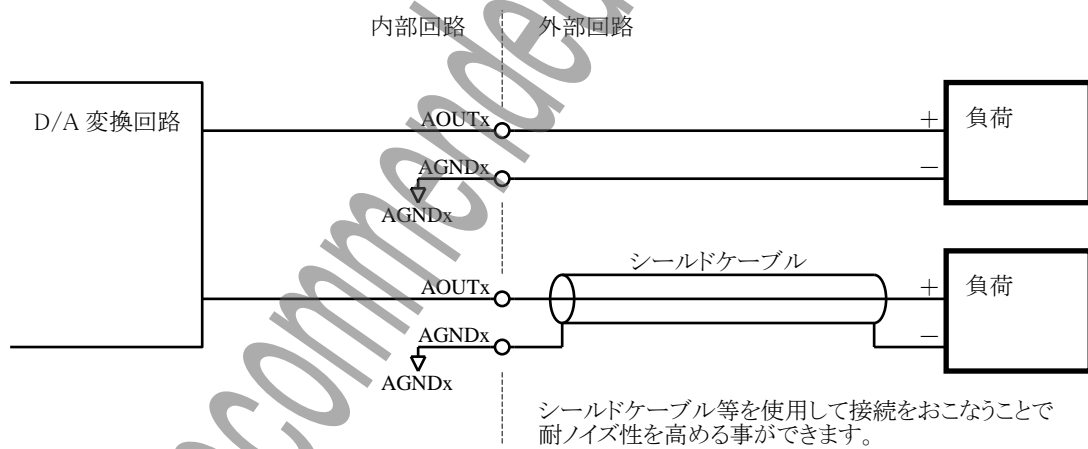 内部回路
外部回路
D/A 変換回路
AOUTx
+
負荷
AGNDx
−
AGNDx
シールドケーブル
AOUTx
+
負荷
AGNDx
−
AGNDx
シールドケーブル等を使用して接続をおこなうことで
耐ノイズ性を高める事ができます。
ecommended